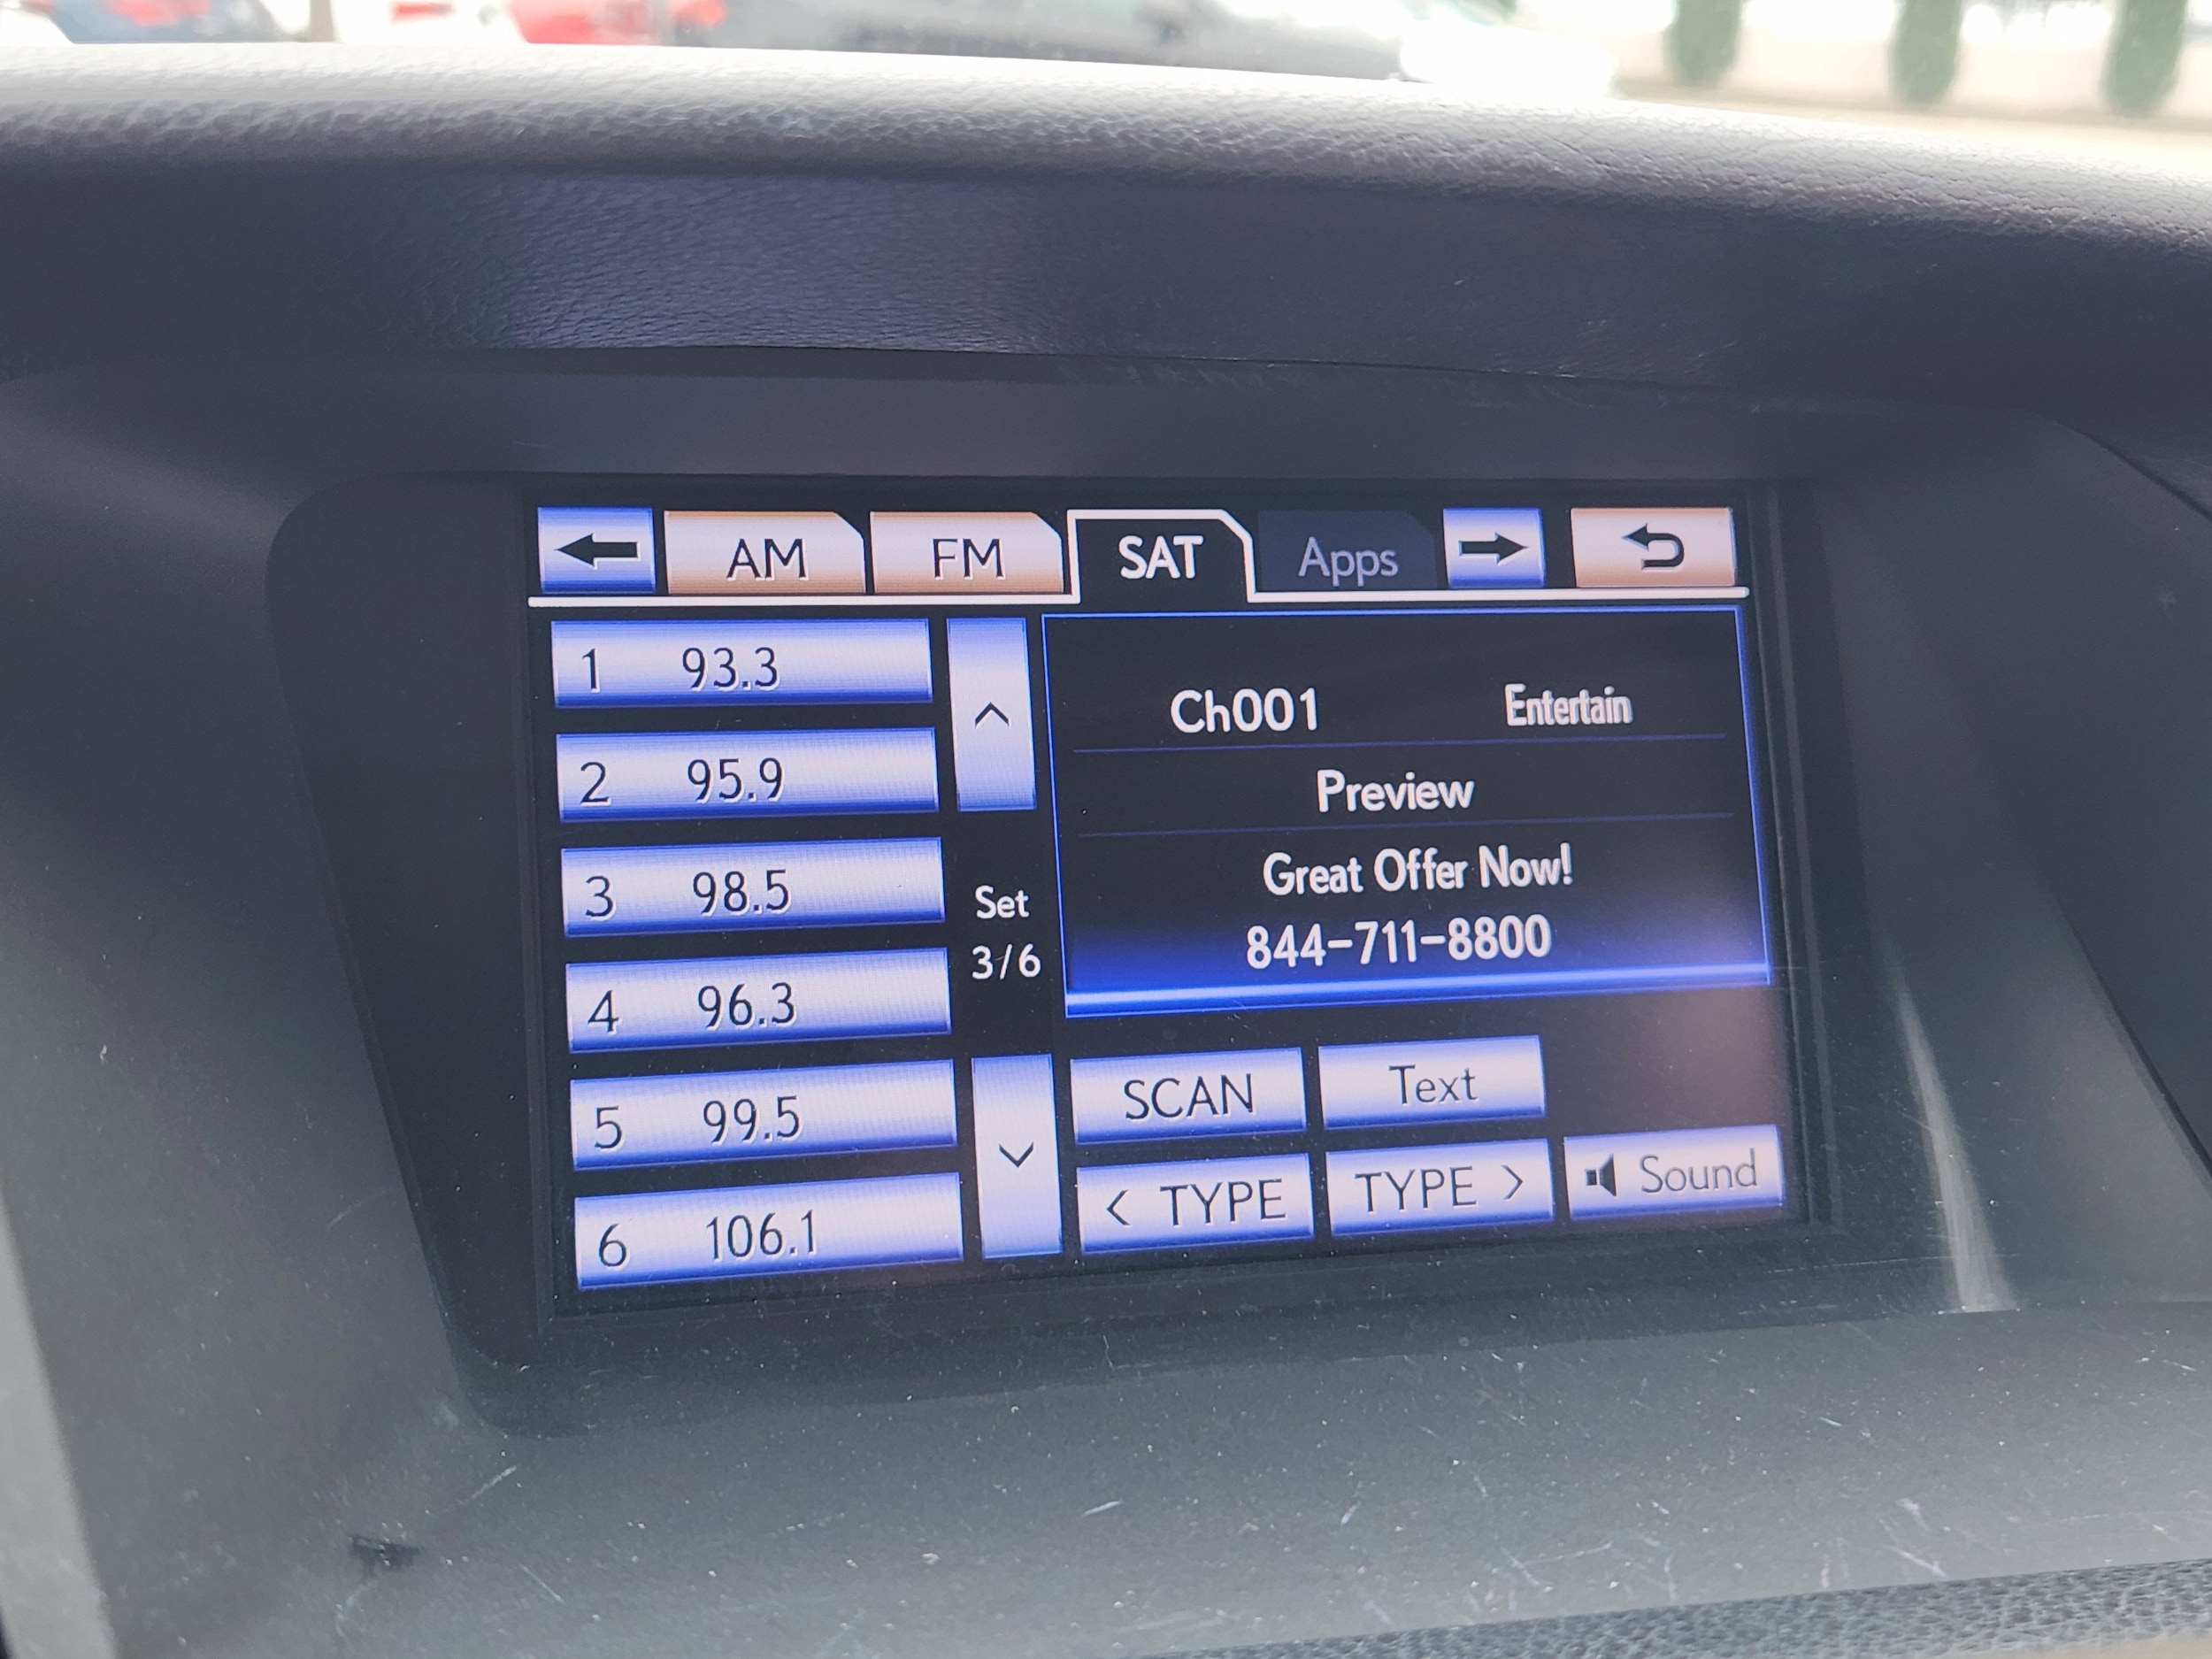 AM FM SAT Apps
1 93.3
2 95.9
3 98.5
4 96.3
5 99.5
6 106.1
Set
3/6
Ch001 Entertain
Preview
Great Offer Now!
844-711-8800
SCAN Text
< TYPE TYPE > Sound